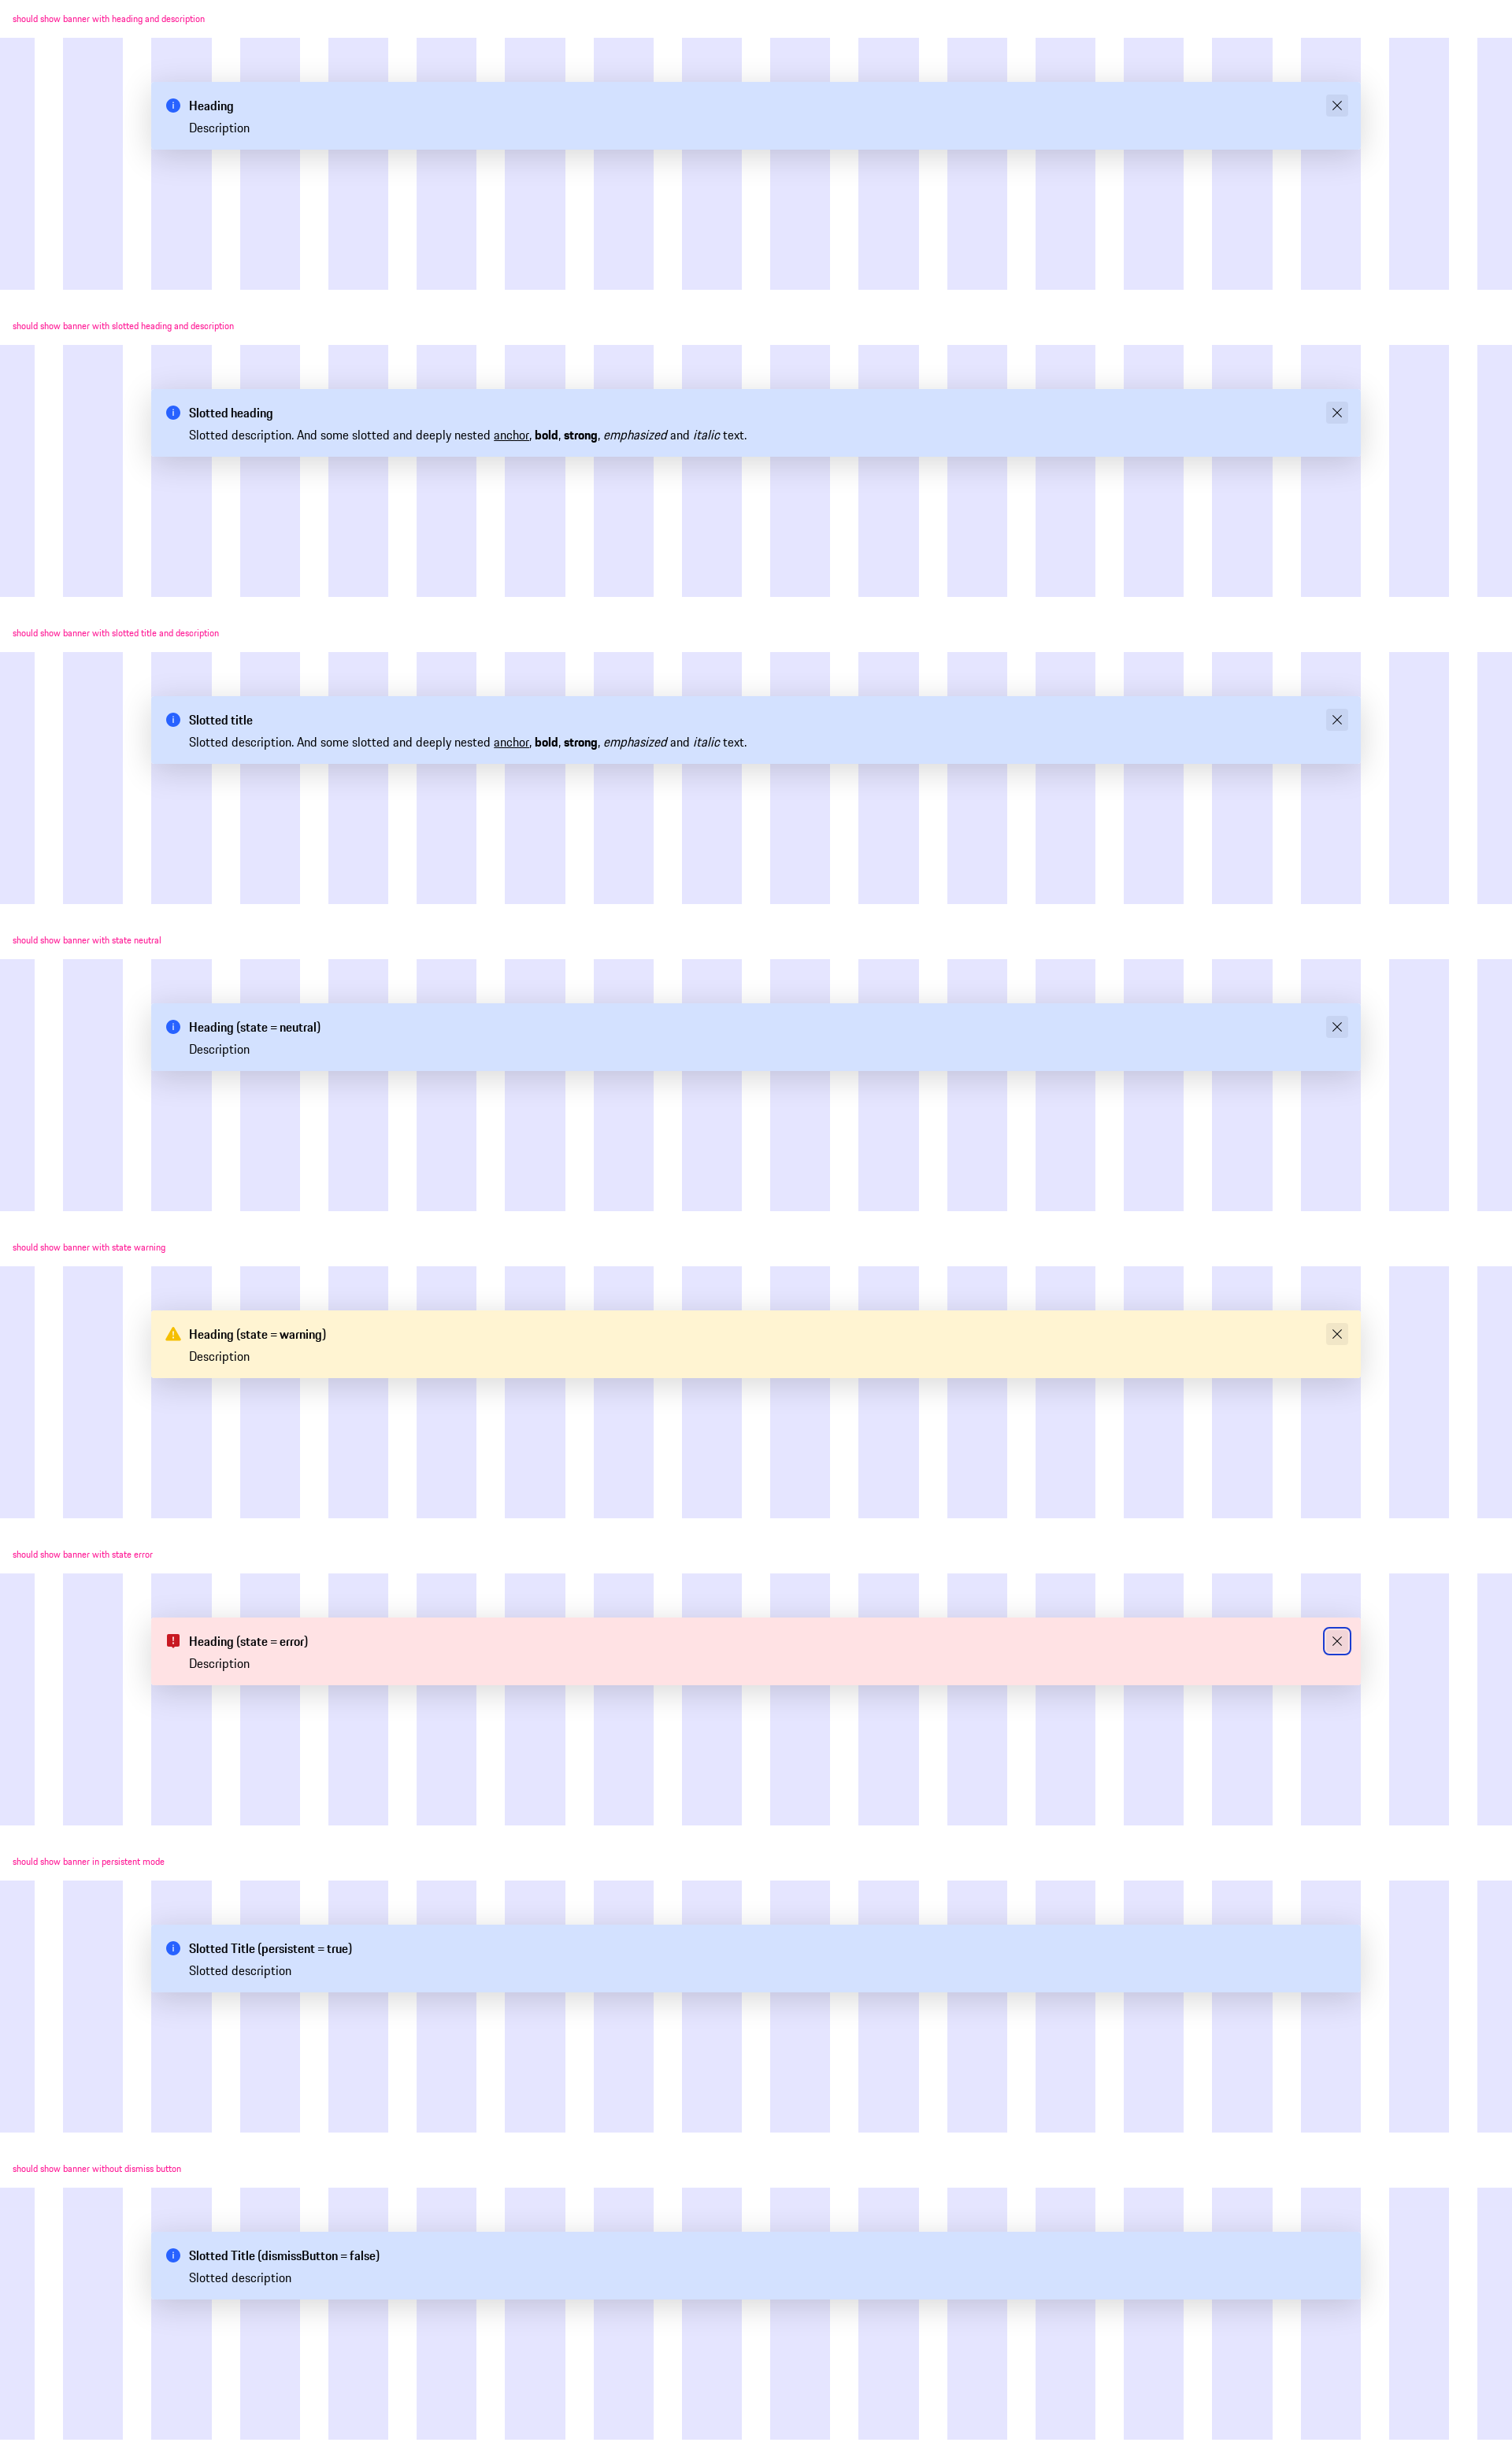 should show banner with heading and description
Heading
Description
should show banner with slotted heading and description
Slotted heading
Slotted description. And some slotted and deeply nested anchor, bold, strong, emphasized and italic text.
should show banner with slotted title and description
Slotted title
Slotted description. And some slotted and deeply nested anchor, bold, strong, emphasized and italic text.
should show banner with state neutral
Heading (state = neutral)
Description
should show banner with state warning
Heading (state = warning)
Description
should show banner with state error
Heading (state = error)
Description
should show banner in persistent mode
Slotted Title (persistent = true)
Slotted description
should show banner without dismiss button
Slotted Title (dismissButton = false)
Slotted description